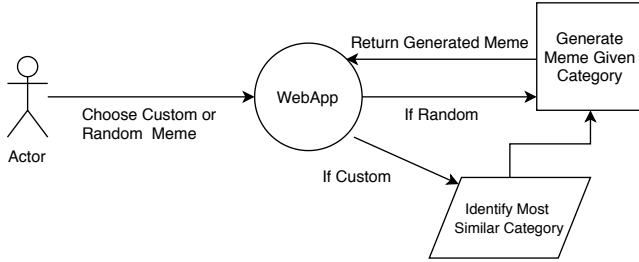 Return Generated Meme
Generate
Meme Given
Category
WebApp
Choose Custom or
Random Meme
If Random
Actor
If Custom
Identify Most
Similar Category